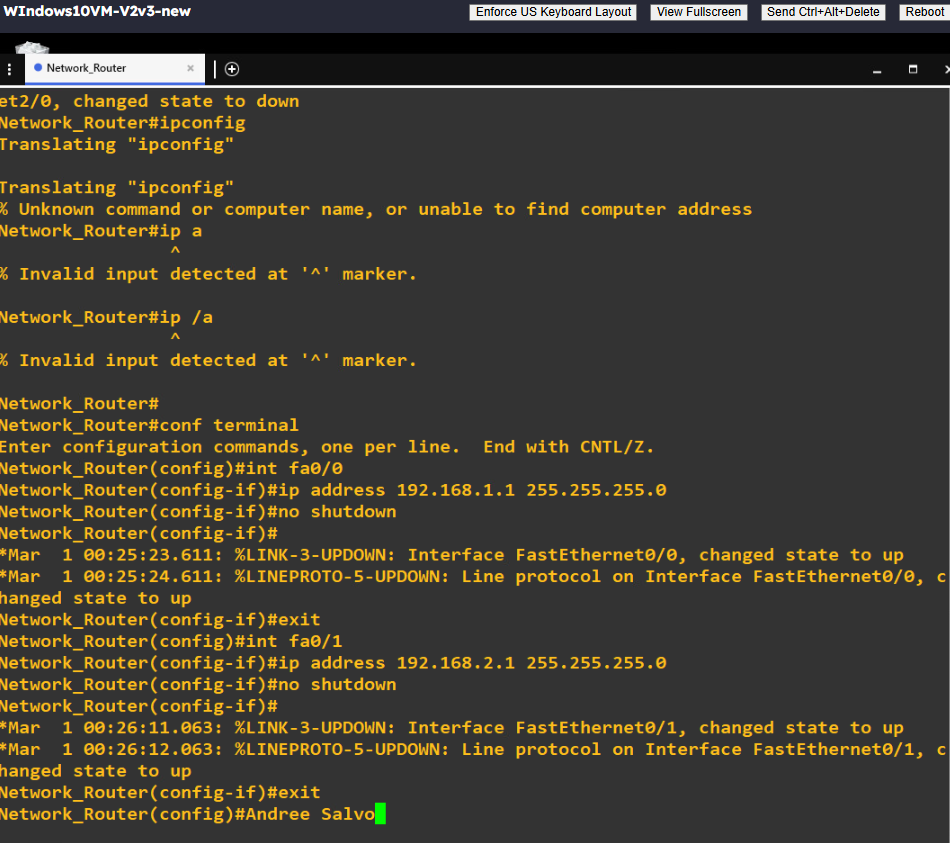 WIndows10VM-V2v3-new
Enforce US Keyboard Layout
View Fullscreen
Send Ctrl+Alt+Delete
Reboot
Network_Router
et2/0, changed state to down
Network_Router#ipconfig
Translating "ipconfig"
Translating "ipconfig"
% Unknown command or computer name, or unable to find computer address
Network_Router#ip a
^
% Invalid input detected at '^' marker.
Network_Router#ip /a
^
% Invalid input detected at '^' marker.
Network_Router#
Network_Router#conf terminal
Enter configuration commands, one per line.  End with CNTL/Z.
Network_Router(config)#int fa0/0
Network_Router(config-if)#ip address 192.168.1.1 255.255.255.0
Network_Router(config-if)#no shutdown
Network_Router(config-if)#
*Mar  1 00:25:23.611: %LINK-3-UPDOWN: Interface FastEthernet0/0, changed state to up
*Mar  1 00:25:24.611: %LINEPROTO-5-UPDOWN: Line protocol on Interface FastEthernet0/0, c
hanged state to up
Network_Router(config-if)#exit
Network_Router(config)#int fa0/1
Network_Router(config-if)#ip address 192.168.2.1 255.255.255.0
Network_Router(config-if)#no shutdown
Network_Router(config-if)#
*Mar  1 00:26:11.063: %LINK-3-UPDOWN: Interface FastEthernet0/1, changed state to up
*Mar  1 00:26:12.063: %LINEPROTO-5-UPDOWN: Line protocol on Interface FastEthernet0/1, c
hanged state to up
Network_Router(config-if)#exit
Network_Router(config)#Andree Salvo